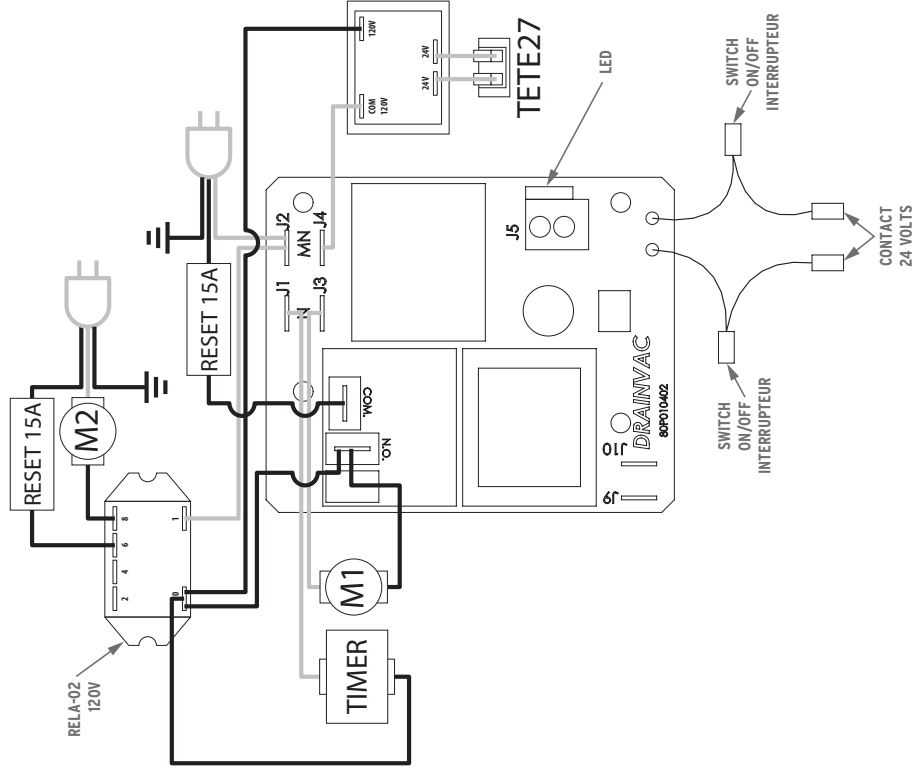 RELA-02
120V
RESET 15A
M2
2
4
6
8
0
1
TIMER
M1
RESET 15A
COM.
N.O.
J1
J2
N
MN
J3
J4
J5
J9
J10
DRAINVAC
80P010402
120V
COM
120V
24V
24V
TETE27
LED
SWITCH
ON/OFF
INTERRUPTEUR
SWITCH
ON/OFF
INTERRUPTEUR
CONTACT
24 VOLTS